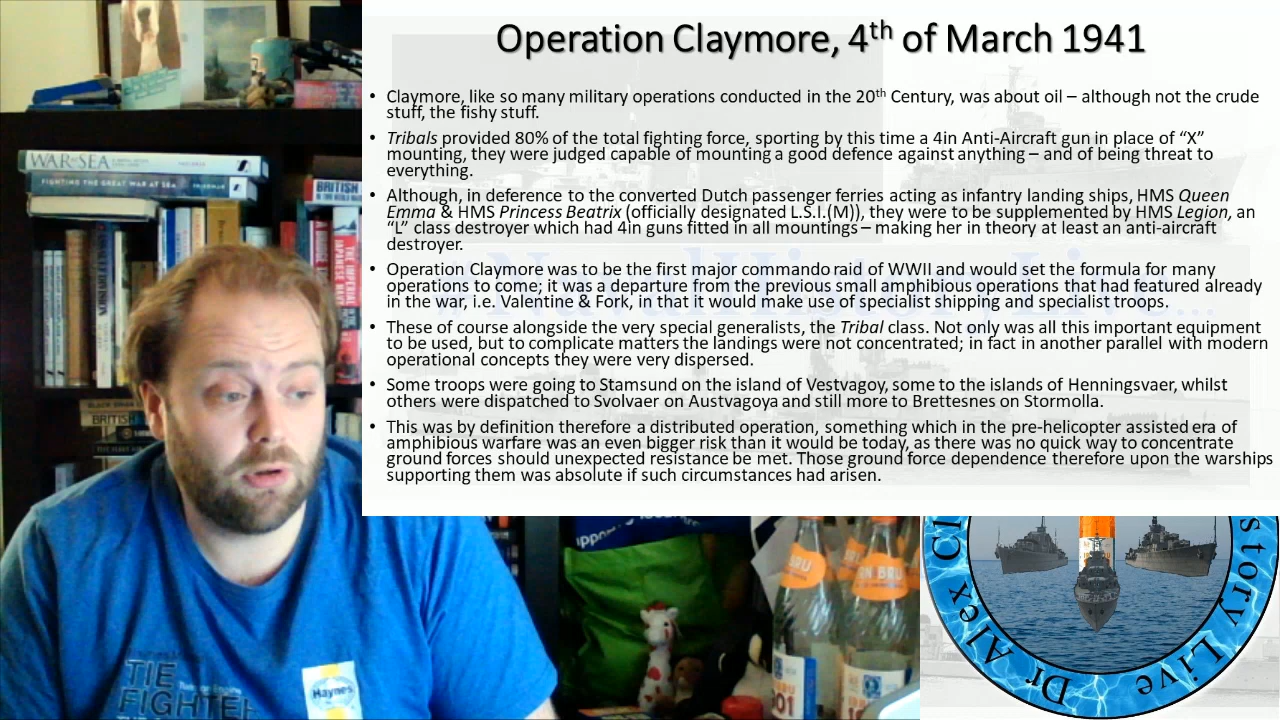 Operation Claymore, 4th of March 1941
• Claymore, like so many military operations conducted in the 20th Century, was about oil – although not the crude
stuff, the fishy stuff.
• Tribals provided 80% of the total fighting force, sporting by this time a 4in Anti-Aircraft gun in place of “X”
mounting, they were judged capable of mounting a good defence against anything – and of being threat to
everything.
• Although, in deference to the converted Dutch passenger ferries acting as infantry landing ships, HMS Queen
Emma & HMS Princess Beatrix (officially designated L.S.I.(M)), they were to be supplemented by HMS Legion, an
“L” class destroyer which had 4in guns fitted in all mountings – making her in theory at least an anti-aircraft
destroyer.
• Operation Claymore was to be the first major commando raid of WWII and would set the formula for many
operations to come; it was a departure from the previous small amphibious operations that had featured already
in the war, i.e. Valentine & Fork, in that it would make use of specialist shipping and specialist troops.
• These of course alongside the very special generalists, the Tribal class. Not only was all this important equipment
to be used, but to complicate matters the landings were not concentrated; in fact in another parallel with modern
operational concepts they were very dispersed.
• Some troops were going to Stamsund on the island of Vestvagoy, some to the islands of Henningsvaer, whilst
others were dispatched to Svolvaer on Austvagoya and still more to Brettesnes on Stormolla.
• This was by definition therefore a distributed operation, something which in the pre-helicopter assisted era of
amphibious warfare was an even bigger risk than it would be today, as there was no quick way to concentrate
ground forces should unexpected resistance be met. Those ground force dependence therefore upon the warships
supporting them was absolute if such circumstances had arisen.
#NavalHistoryLive...
WAR AT SEA
FIGHTING THE GREAT WAR AT SEA
FRIEDMAN
BRITISH
THE IMPERIAL
JAPANESE NAVY
BRITISH
TIE
FIGHTER
Haynes
BRU
BRU
Dr Alex Cl
story Live